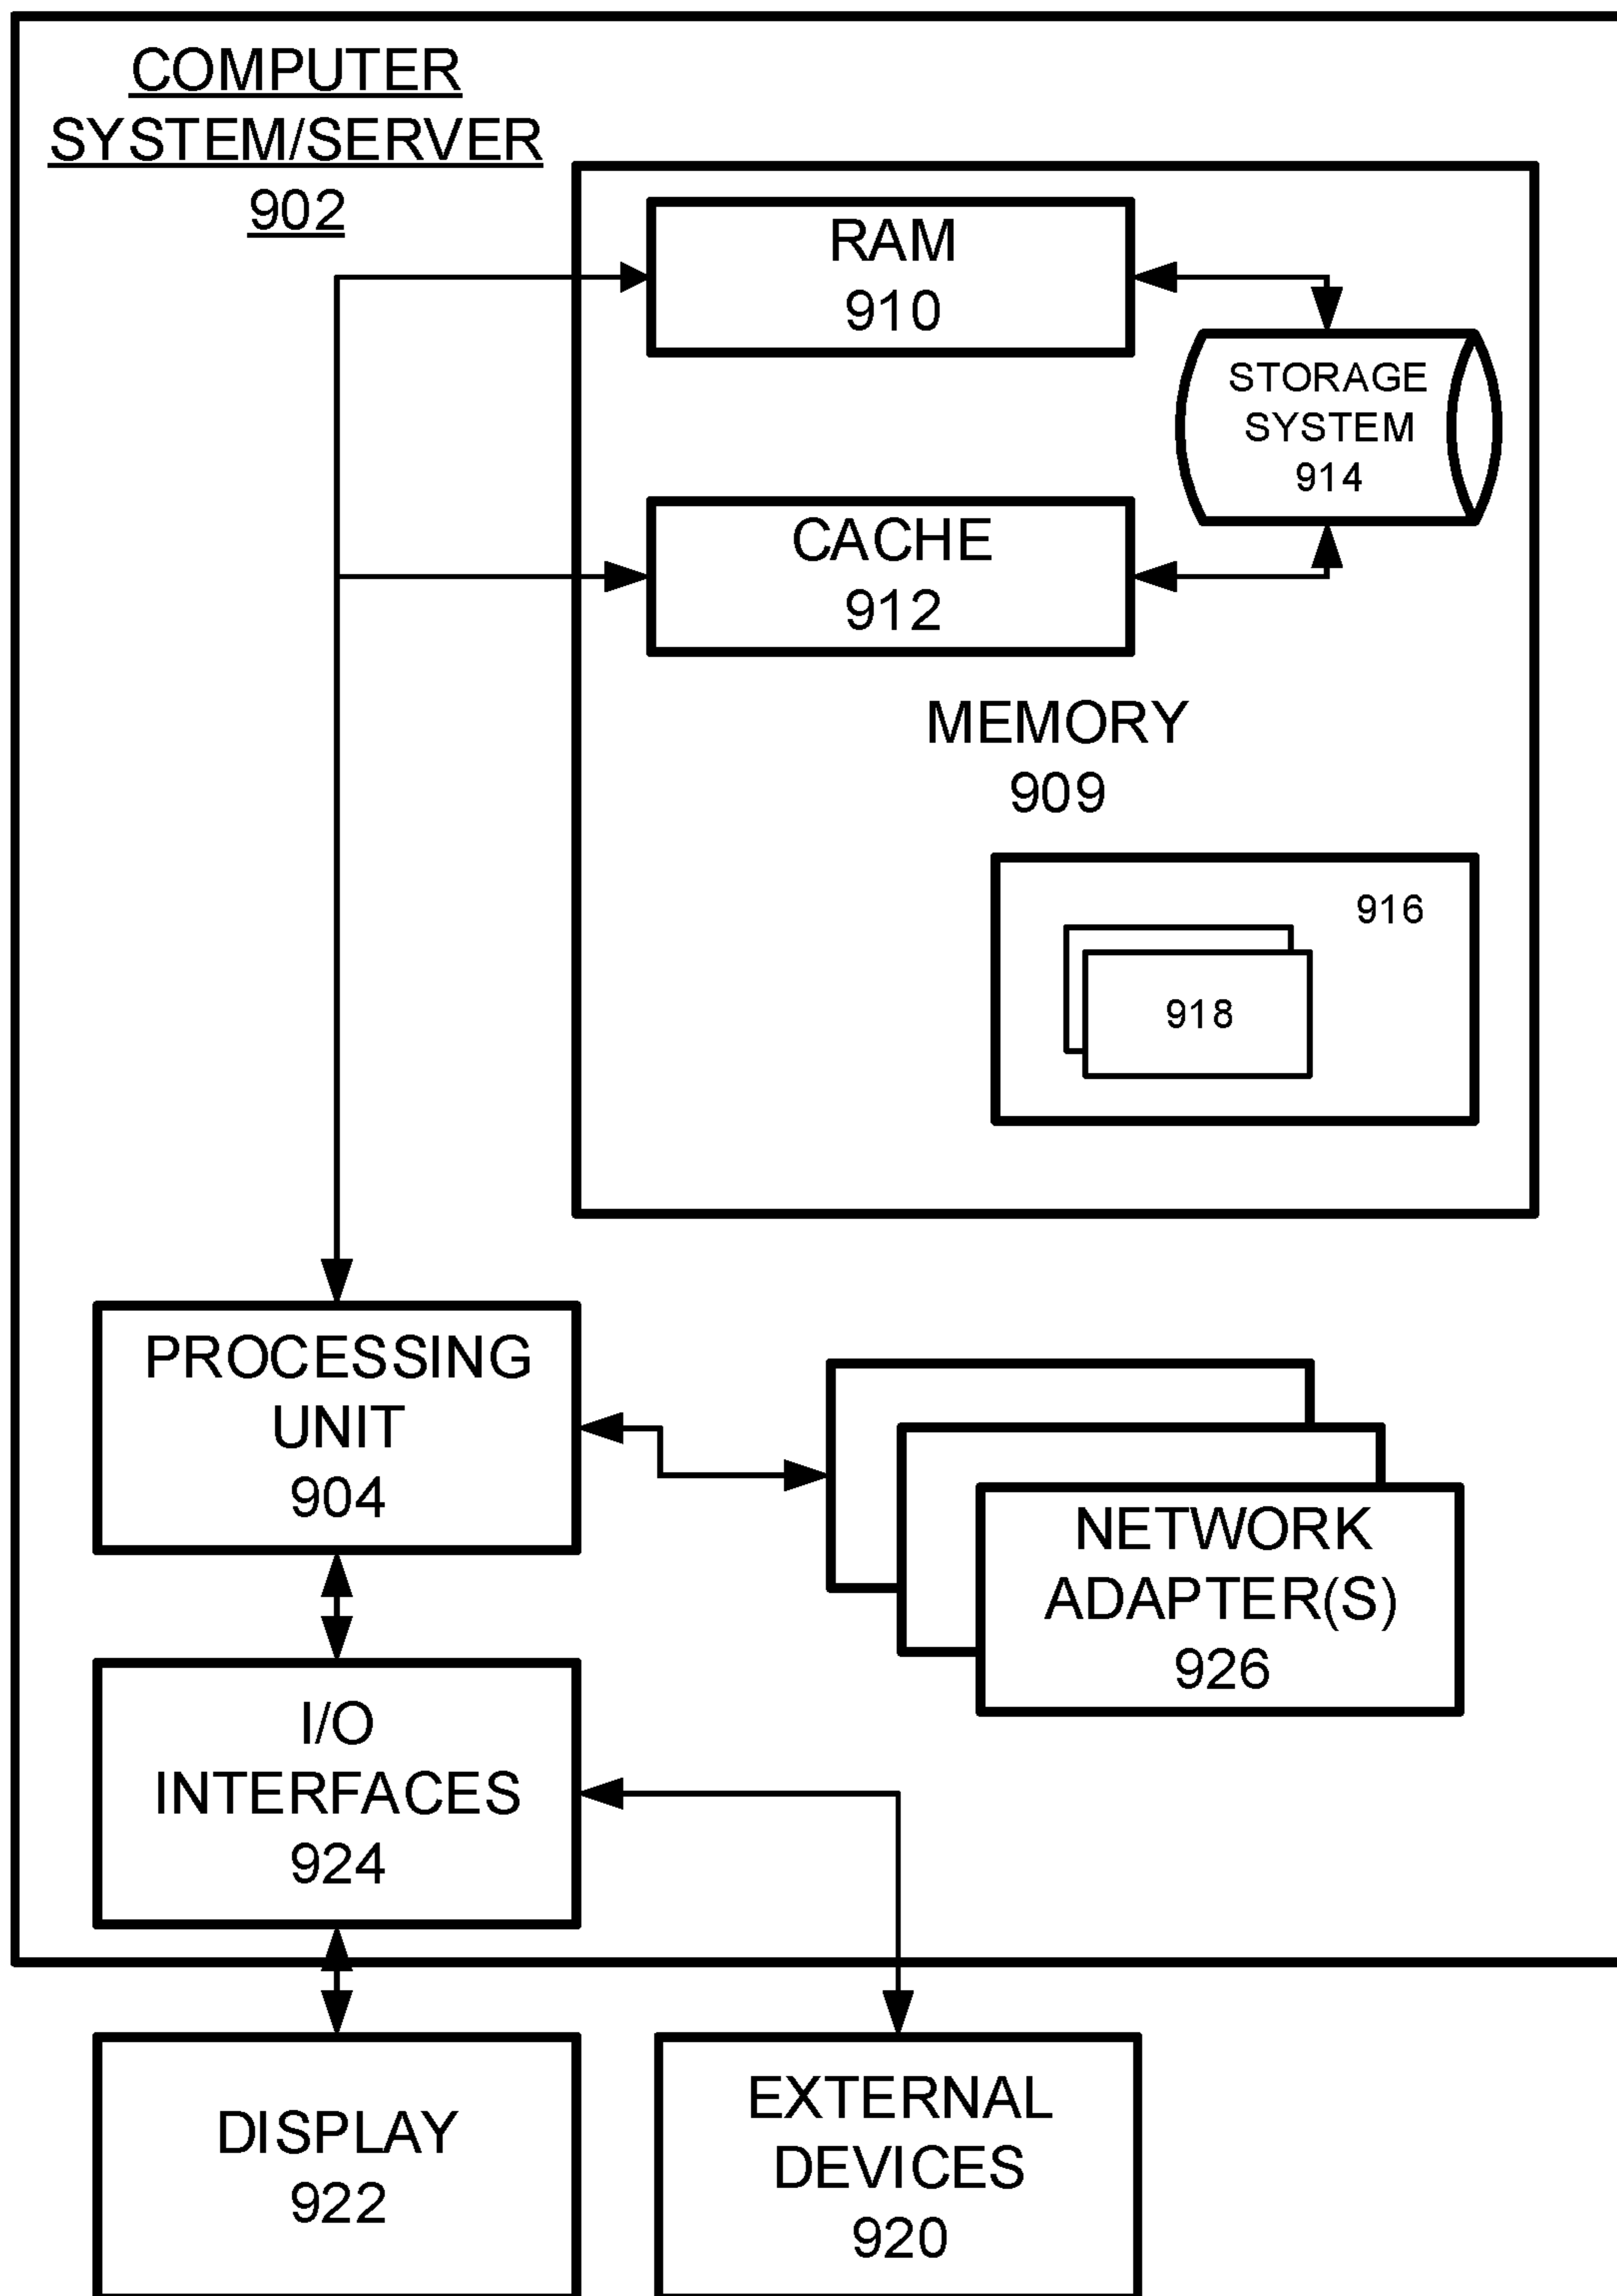 COMPUTER
SYSTEM/SERVER
902
RAM
910
STORAGE
SYSTEM
914
CACHE
912
MEMORY
909
916
918
PROCESSING
UNIT
904
NETWORK
ADAPTER(S)
926
I/O
INTERFACES
924
DISPLAY
922
EXTERNAL
DEVICES
920